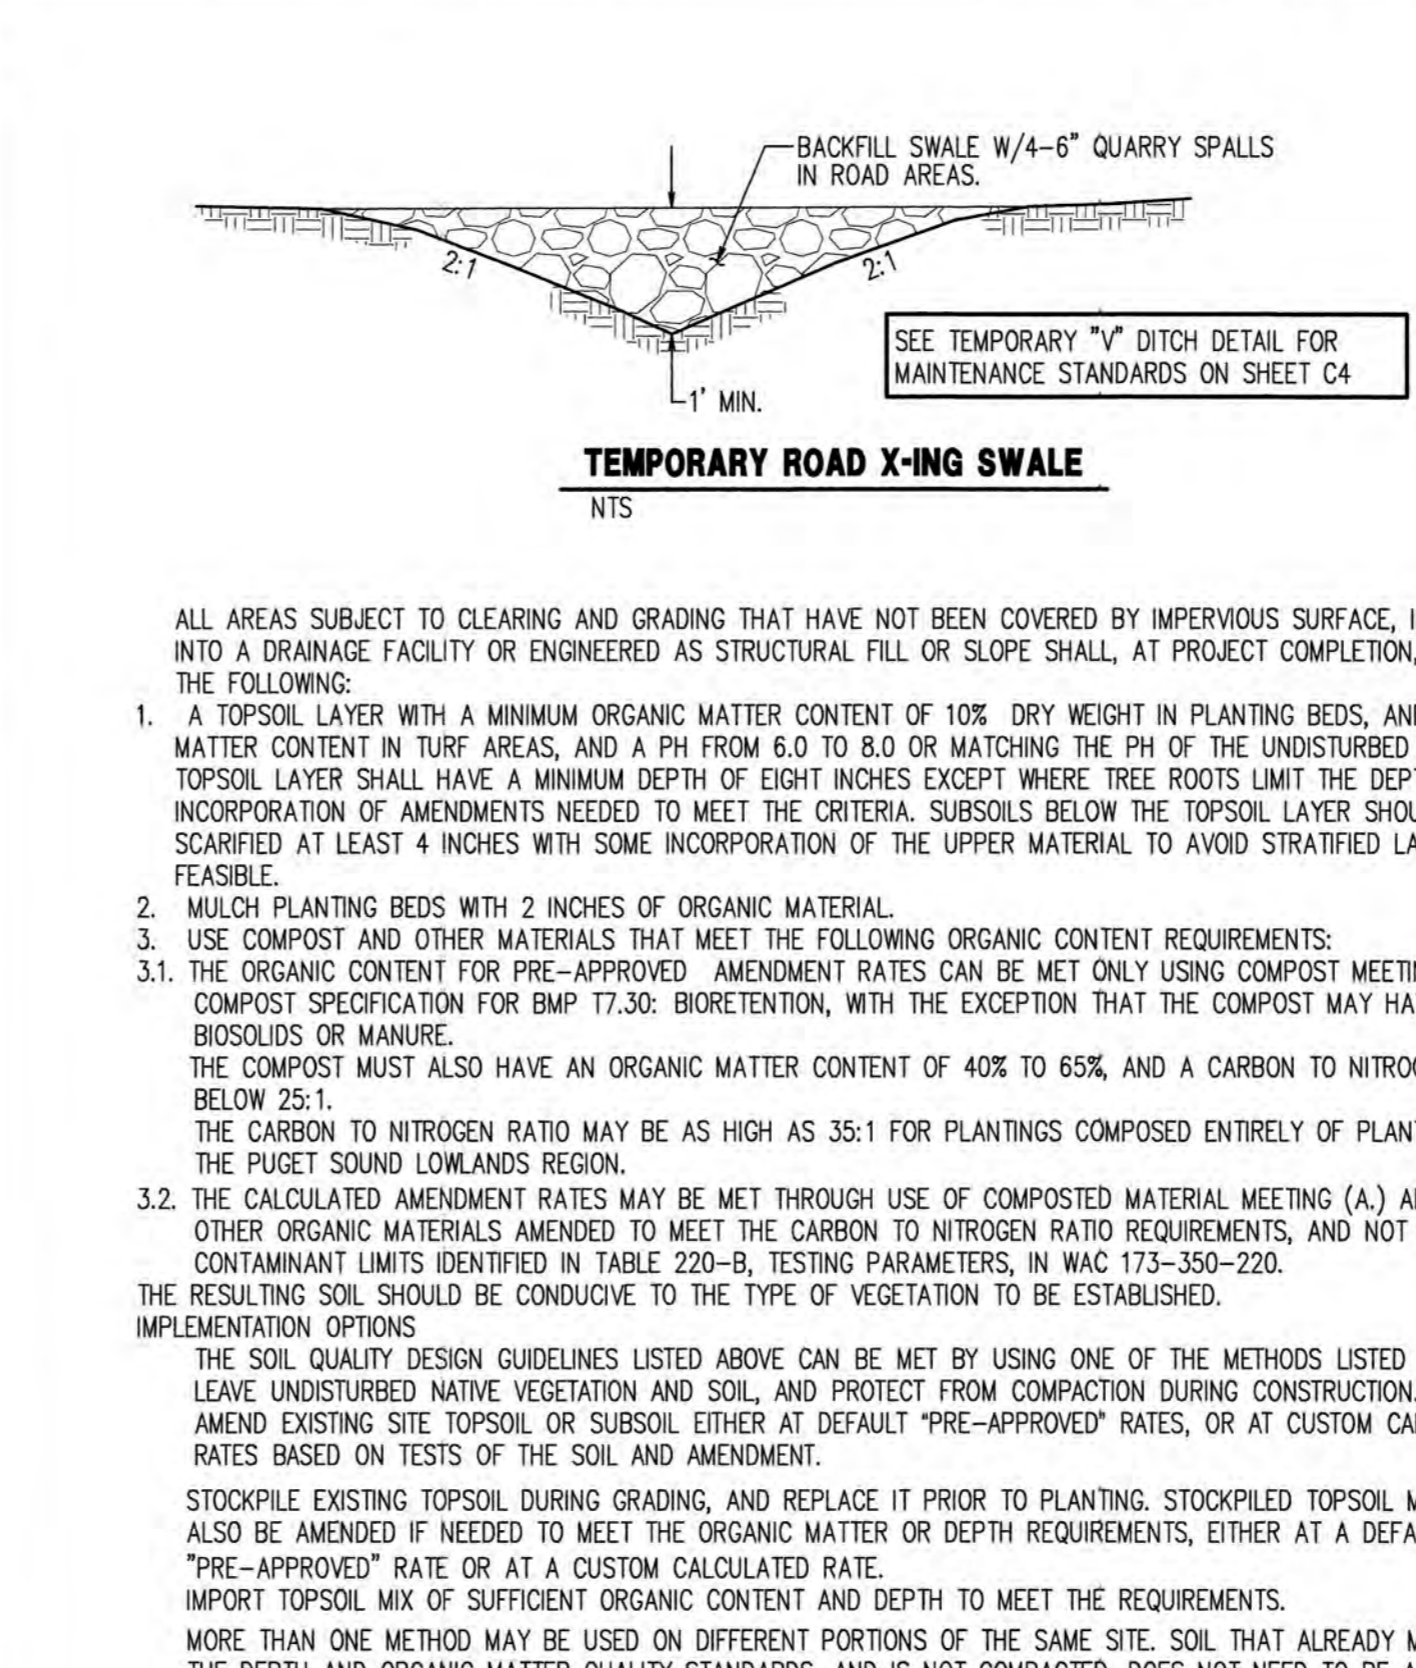 BACKFILL SWALE W/4-6" QUARRY SPALLS
IN ROAD AREAS.
2:1
2:1
SEE TEMPORARY "V" DITCH DETAIL FOR
MAINTENANCE STANDARDS ON SHEET C4
1' MIN.
TEMPORARY ROAD X-ING SWALE
NTS
ALL AREAS SUBJECT TO CLEARING AND GRADING THAT HAVE NOT BEEN COVERED BY IMPERVIOUS SURFACE,
INTO A DRAINAGE FACILITY OR ENGINEERED AS STRUCTURAL FILL OR SLOPE SHALL, AT PROJECT COMPLETION,
THE FOLLOWING:
1. A TOPSOIL LAYER WITH A MINIMUM ORGANIC MATTER CONTENT OF 10% DRY WEIGHT IN PLANTING BEDS,
MATTER CONTENT IN TURF AREAS, AND A PH FROM 6.0 TO 8.0 OR MATCHING THE PH OF THE UNDISTURBED
TOPSOIL LAYER SHALL HAVE A MINIMUM DEPTH OF EIGHT INCHES EXCEPT WHERE TREE ROOTS LIMIT THE
INCORPORATION OF AMENDMENTS NEEDED TO MEET THE CRITERIA. SUBSOILS BELOW THE TOPSOIL LAYER
SCARIFIED AT LEAST 4 INCHES WITH SOME INCORPORATION OF THE UPPER MATERIAL TO AVOID STRATIFIED
FEASIBLE.
2. MULCH PLANTING BEDS WITH 2 INCHES OF ORGANIC MATERIAL.
3. USE COMPOST AND OTHER MATERIALS THAT MEET THE FOLLOWING ORGANIC CONTENT REQUIREMENTS:
3.1. THE ORGANIC CONTENT FOR PRE-APPROVED AMENDMENT RATES CAN BE MET ONLY USING COMPOST
COMPOST SPECIFICATION FOR BMP T7.30: BIORETENTION, WITH THE EXCEPTION THAT THE COMPOST MAY
BIOSOLIDS OR MANURE.
THE COMPOST MUST ALSO HAVE AN ORGANIC MATTER CONTENT OF 40% TO 65%, AND A CARBON TO
BELOW 25:1.
THE CARBON TO NITROGEN RATIO MAY BE AS HIGH AS 35:1 FOR PLANTINGS COMPOSED ENTIRELY OF
THE PUGET SOUND LOWLANDS REGION.
3.2. THE CALCULATED AMENDMENT RATES MAY BE MET THROUGH USE OF COMPOSTED MATERIAL MEETING (A.)
OTHER ORGANIC MATERIALS AMENDED TO MEET THE CARBON TO NITROGEN RATIO REQUIREMENTS, AND NOT
CONTAMINANT LIMITS IDENTIFIED IN TABLE 220-B, TESTING PARAMETERS, IN WAC 173-350-220.
THE RESULTING SOIL SHOULD BE CONDUCIVE TO THE TYPE OF VEGETATION TO BE ESTABLISHED.
IMPLEMENTATION OPTIONS
THE SOIL QUALITY DESIGN GUIDELINES LISTED ABOVE CAN BE MET BY USING ONE OF THE METHODS LISTED
LEAVE UNDISTURBED NATIVE VEGETATION AND SOIL, AND PROTECT FROM COMPACTION DURING CONSTRUCTION.
AMEND EXISTING SITE TOPSOIL OR SUBSOIL EITHER AT DEFAULT "PRE-APPROVED" RATES, OR AT CUSTOM
RATES BASED ON TESTS OF THE SOIL AND AMENDMENT.
STOCKPILE EXISTING TOPSOIL DURING GRADING, AND REPLACE IT PRIOR TO PLANTING. STOCKPILED TOPSOIL
ALSO BE AMENDED IF NEEDED TO MEET THE ORGANIC MATTER OR DEPTH REQUIREMENTS, EITHER AT A
"PRE-APPROVED" RATE OR AT A CUSTOM CALCULATED RATE.
IMPORT TOPSOIL MIX OF SUFFICIENT ORGANIC CONTENT AND DEPTH TO MEET THE REQUIREMENTS.
MORE THAN ONE METHOD MAY BE USED ON DIFFERENT PORTIONS OF THE SAME SITE. SOIL THAT ALREADY